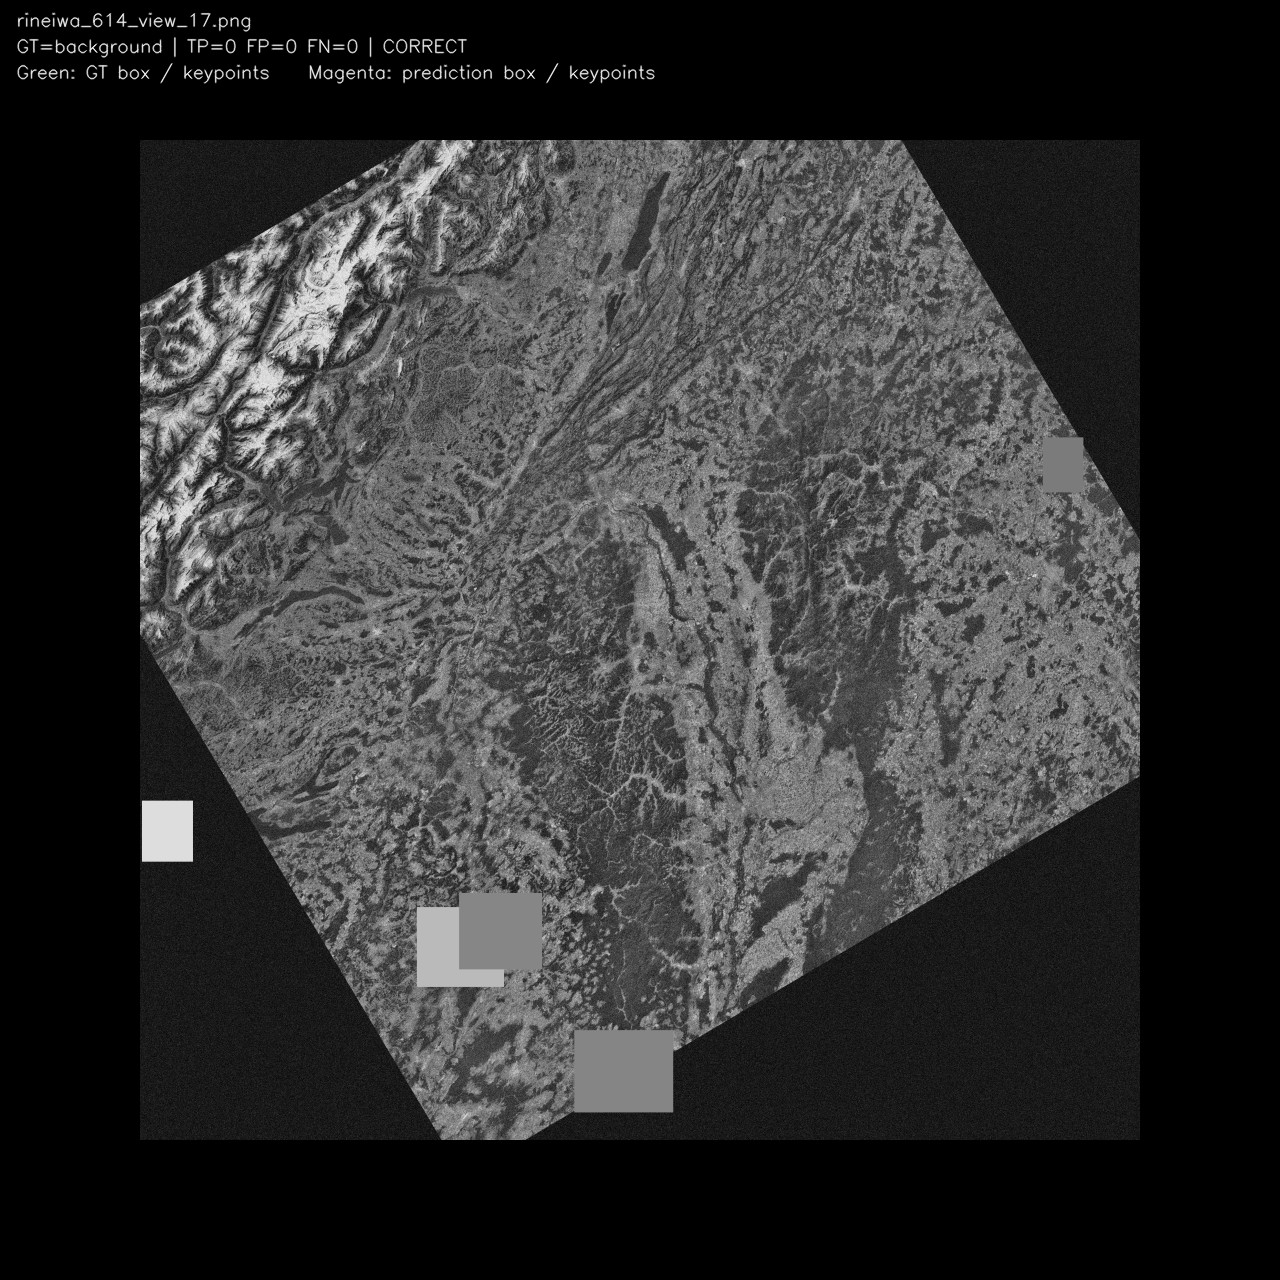 rineiwa_614_view_17.png
GT=background | TP=0 FP=0 FN=0 | CORRECT
Green: GT box / keypoints    Magenta: prediction box / keypoints